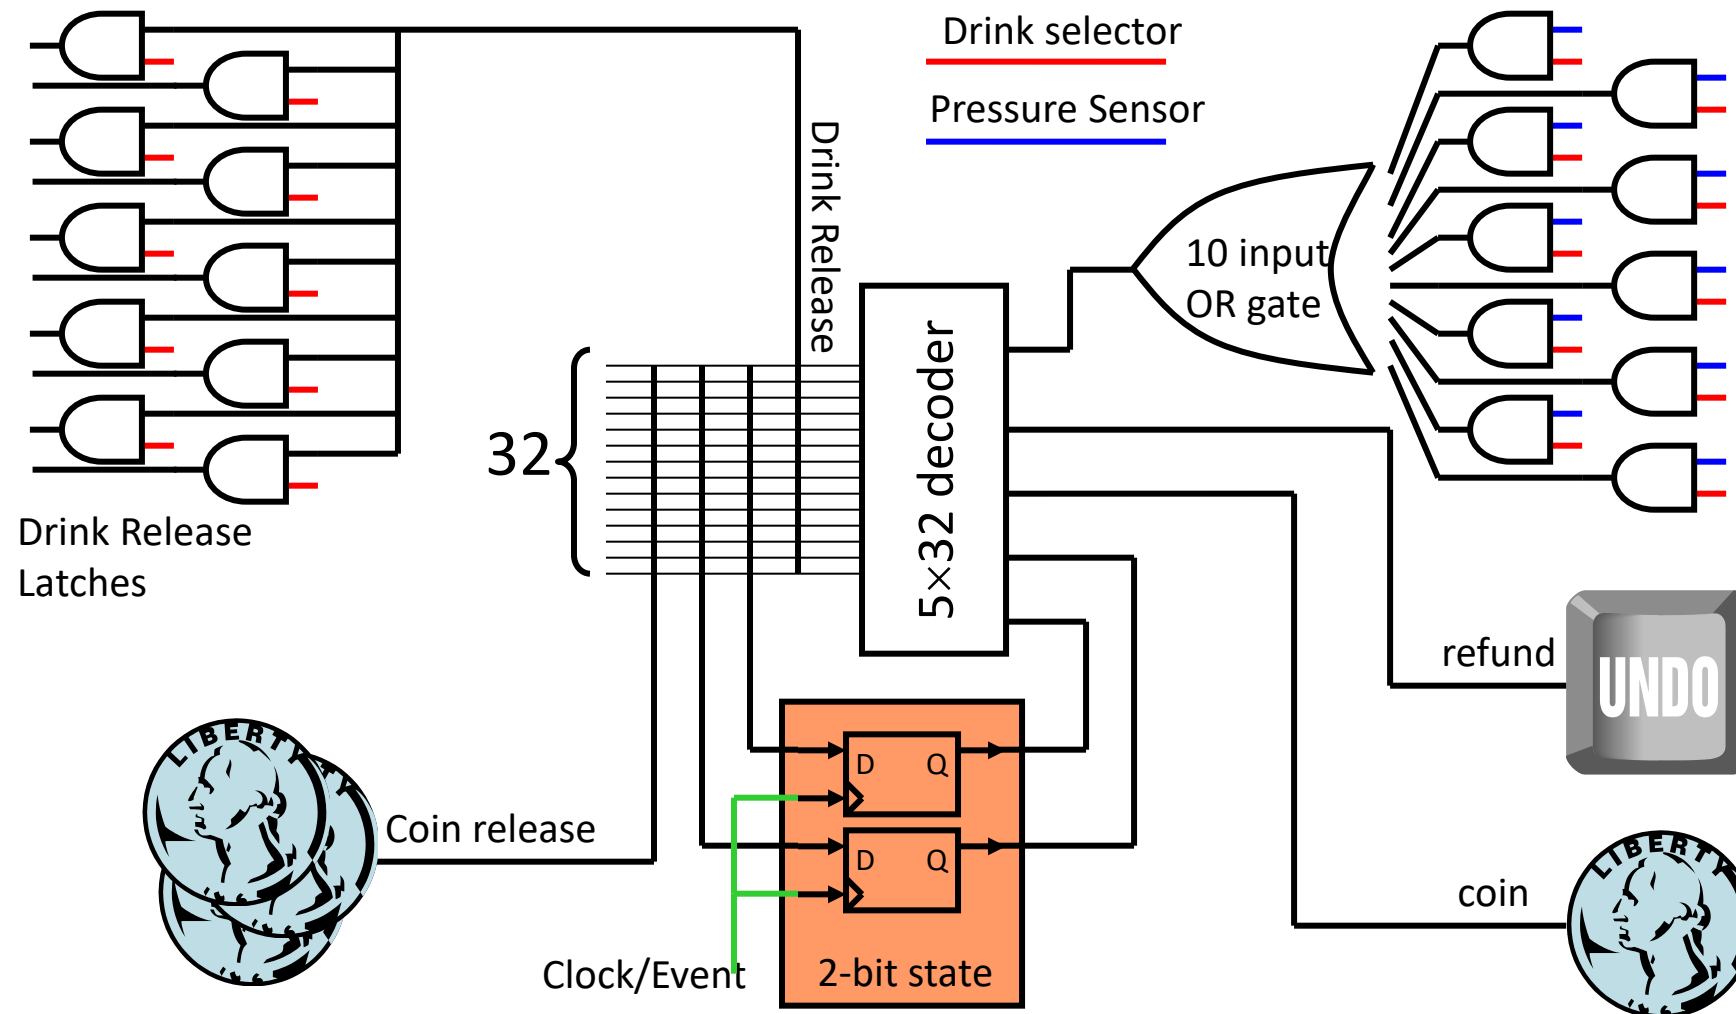 Drink selector
Pressure Sensor
Drink Release
10 input
OR gate
5×32 decoder
32
Drink Release
Latches
refund
UNDO
LIBERTY
TY
D Q
Coin release
D Q
LIBERTY
coin
Clock/Event
2-bit state